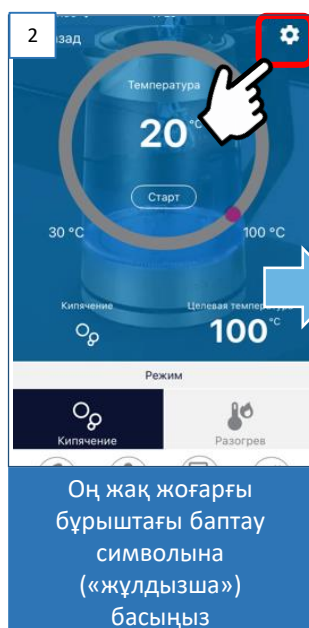 2
зад
Температура
20 °C
Старт
30 °C
100 °C
Кипячение
Целевая температура
100 °C
Режим
Кипячение
Разогрев
Оң жақ жоғарғы
бұрыштағы баптау
символына
(«жұлдызша»)
басыңыз